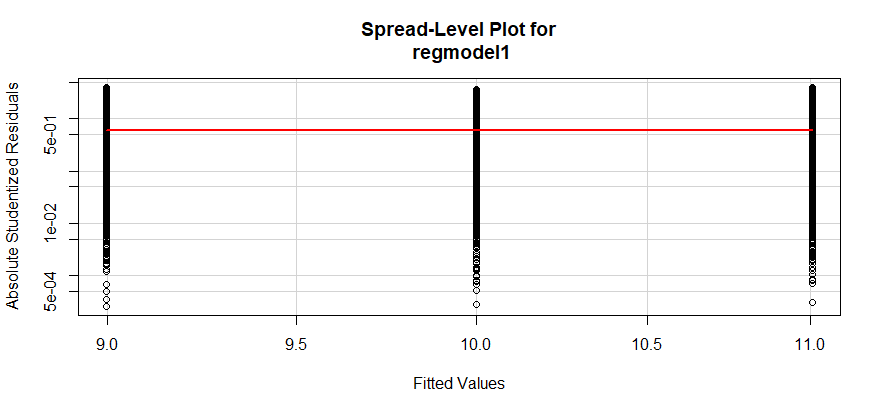 Spread-Level Plot for
regmodel1
Absolute Studentized Residuals
5e-01
1e-02
5e-04
9.0 9.5 10.0 10.5 11.0
Fitted Values